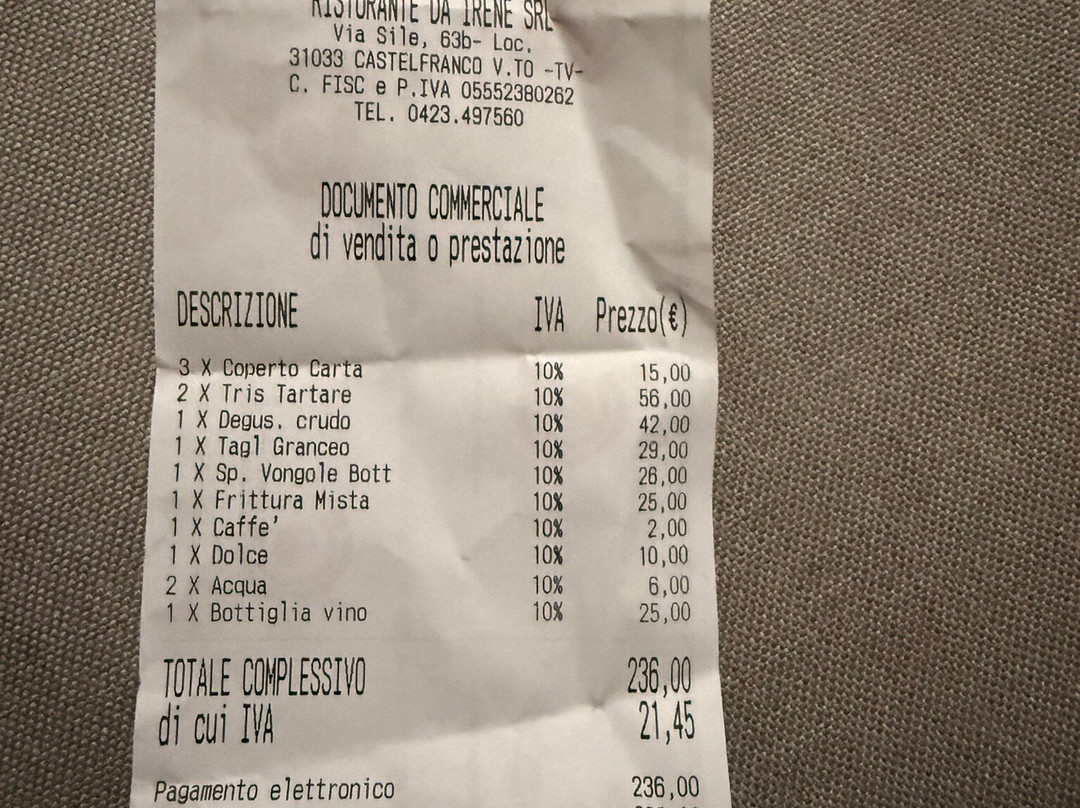 RISTORANTE DA IRENE SRL
Via Sile, 63b- Loc.
31033 CASTELFRANCO V.TO -TV-
C. FISC e P.IVA 05552380262
TEL. 0423.497560
DOCUMENTO COMMERCIALE
di vendita o prestazione
DESCRIZIONE IVA Prezzo(€)
3 X Coperto Carta 10% 15,00
2 X Tris Tartare 10% 56,00
1 X Degus. crudo 10% 42,00
1 X Tagl Granceo 10% 29,00
1 X Sp. Vongole Bott 10% 26,00
1 X Frittura Mista 10% 25,00
1 X Caffe' 10% 2,00
1 X Dolce 10% 10,00
2 X Acqua 10% 6,00
1 X Bottiglia vino 10% 25,00
TOTALE COMPLESSIVO 236,00
di cui IVA 21,45
Pagamento elettronico 236,00